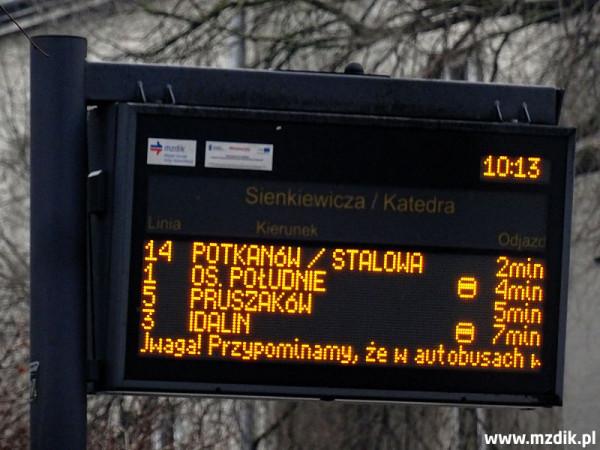 mzdik
10:13
Sienkiewicza / Katedra
Linia Kierunek Odjazd
14 POTKANÓW / STALOWA 2min
1 OS. POŁUDNIE 4min
5 PRUSZAKÓW 5min
3 IDALIN 7min
Uwaga! Przypominamy, że w autobusach w
www.mzdik.pl